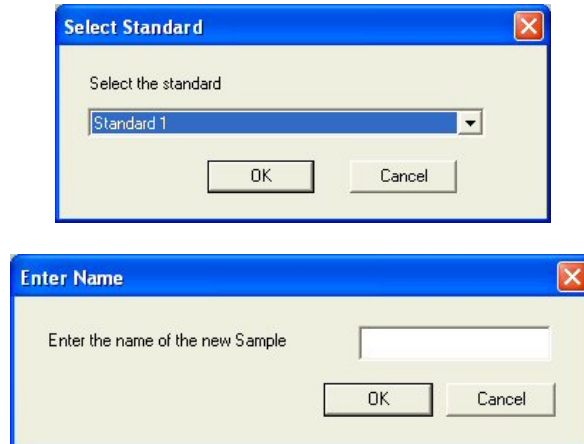 Select Standard
Select the standard
Standard 1
OK Cancel
Enter Name
Enter the name of the new Sample
OK Cancel